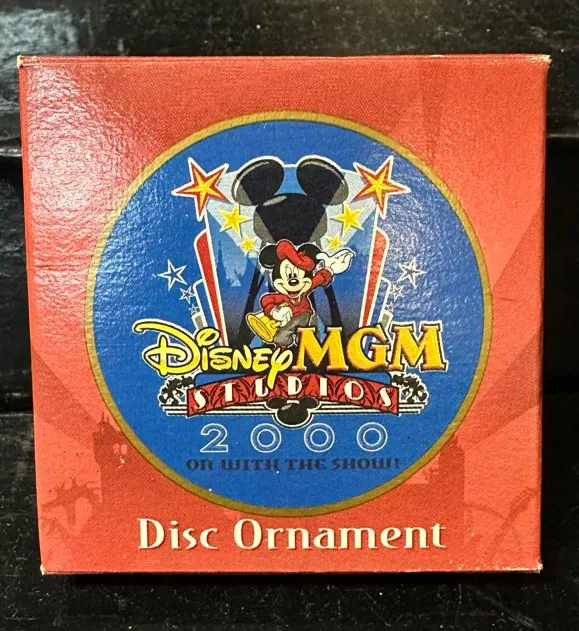 Disney MGM
STUDIOS
2000
ON WITH THE SHOW!
Disc Ornament